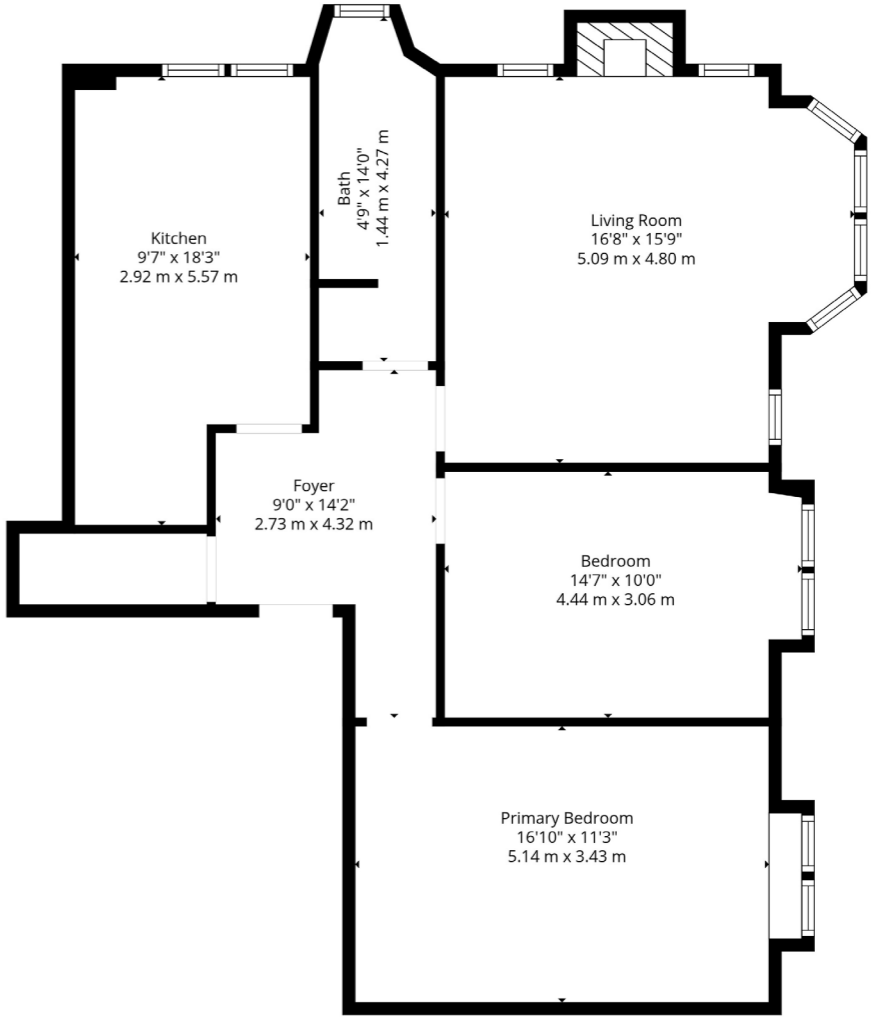 Kitchen
9'7" x 18'3"
2.92 m x 5.57 m
Bath
4'9" x 14'0"
1.44 m x 4.27 m
Living Room
16'8" x 15'9"
5.09 m x 4.80 m
Foyer
9'0" x 14'2"
2.73 m x 4.32 m
Bedroom
14'7" x 10'0"
4.44 m x 3.06 m
Primary Bedroom
16'10" x 11'3"
5.14 m x 3.43 m